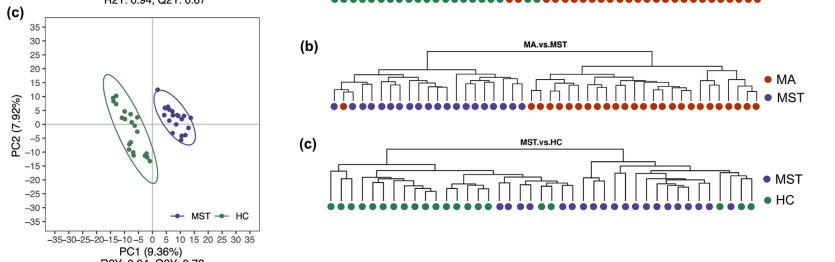 R2Y: 0.94, Q2Y: 0.67
(c)
35
30
25
20
15
10
5
0
−5
−10
−15
−20
−25
−30
−35
PC2 (7.92%)
MST HC
−35−30−25−20−15−10−5 0 5 10 15 20 25 30 35
PC1 (9.36%)
(b)
MA.vs.MST
MA
MST
(c)
MST.vs.HC
MST
HC